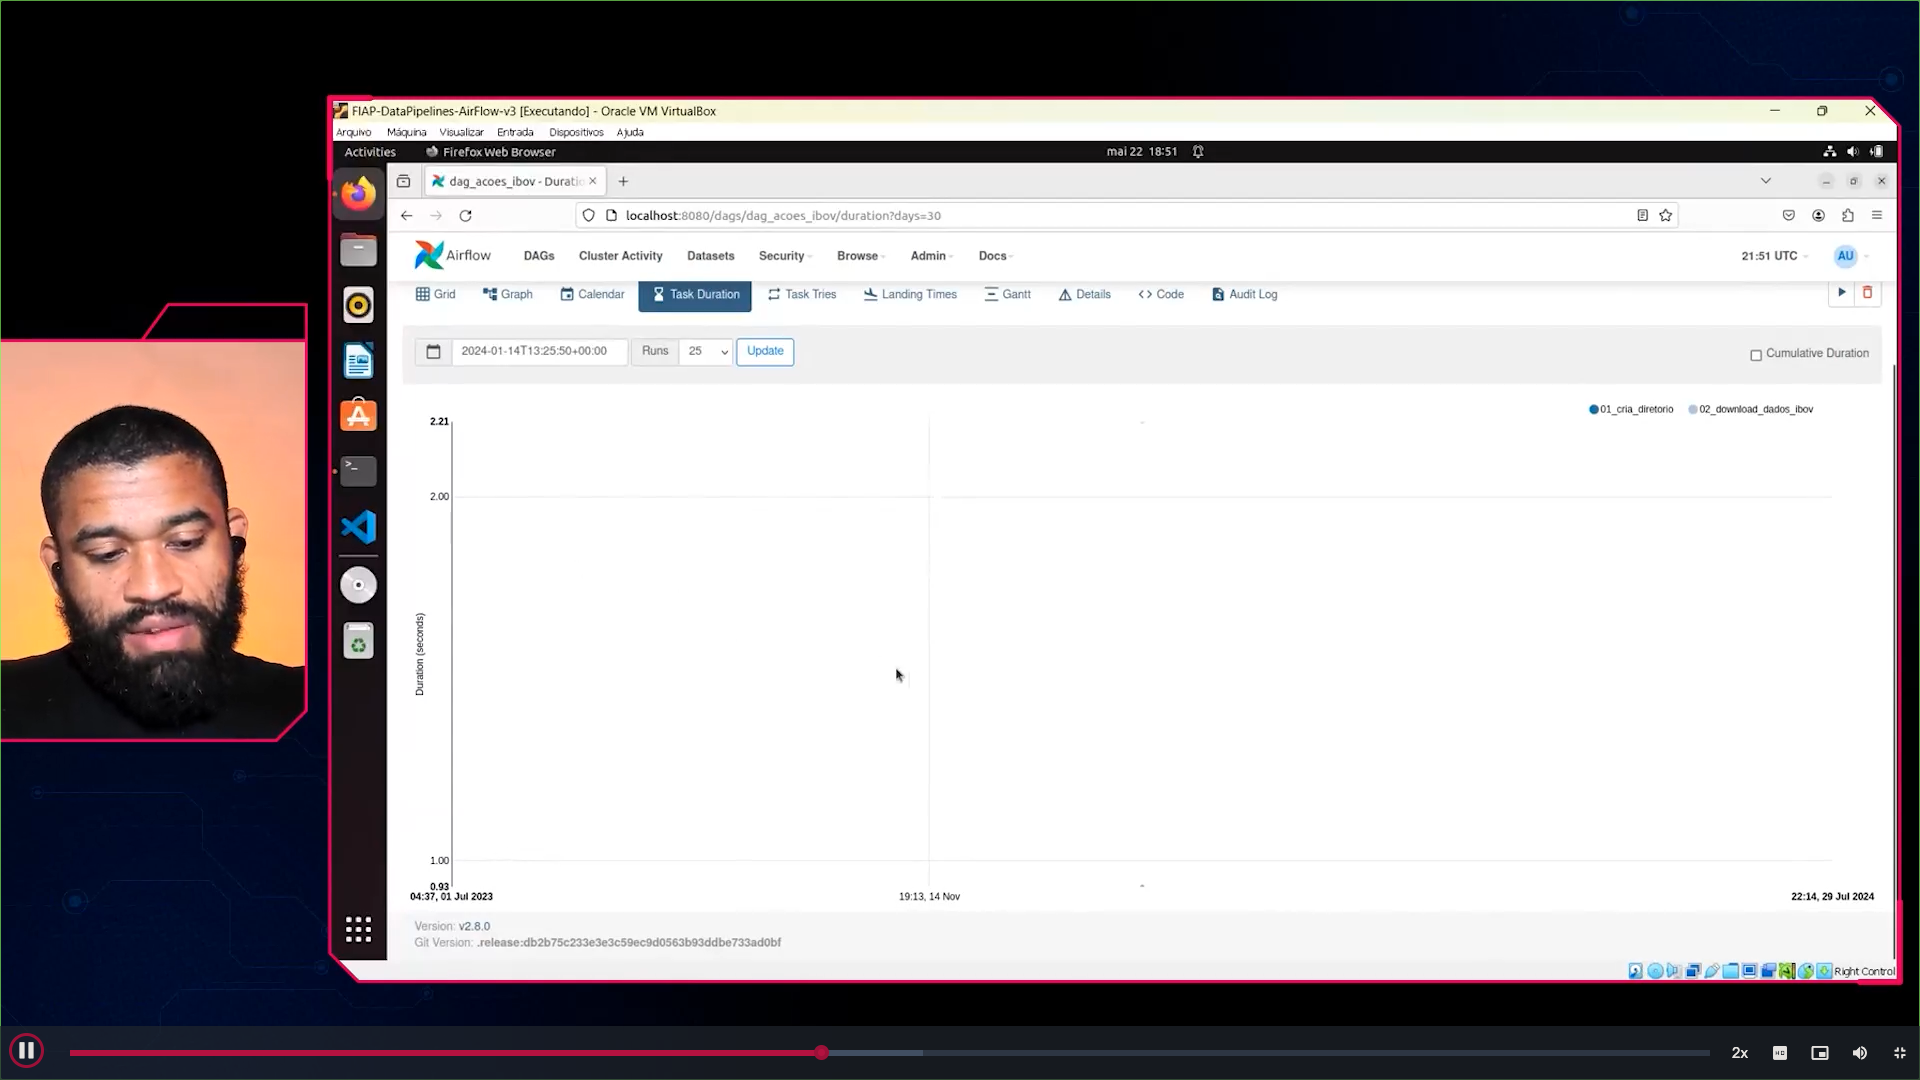 FIAP-DataPipelines-AirFlow-v3 [Executando] - Oracle VM VirtualBox
Arquivo Máquina Visualizar Entrada Dispositivos Ajuda
Activities Firefox Web Browser mai 22 18:51
dag_acoes_ibov - Duratio
localhost:8080/dags/dag_acoes_ibov/duration?days=30
Airflow DAGs Cluster Activity Datasets Security Browse Admin Docs 21:51 UTC AU
Grid Graph Calendar Task Duration Task Tries Landing Times Gantt Details Code Audit Log
2024-01-14T13:25:50+00:00 Runs 25 Update Cumulative Duration
01_cria_diretorio 02_download_dados_ibov
2.21
2.00
Duration (seconds)
1.00
0.93
04:37, 01 Jul 2023 19:13, 14 Nov 22:14, 29 Jul 2024
Version: v2.8.0
Git Version: .release:db2b75c233e3e3c59ec9d0563b93ddbe733ad0bf
Right Control
2x